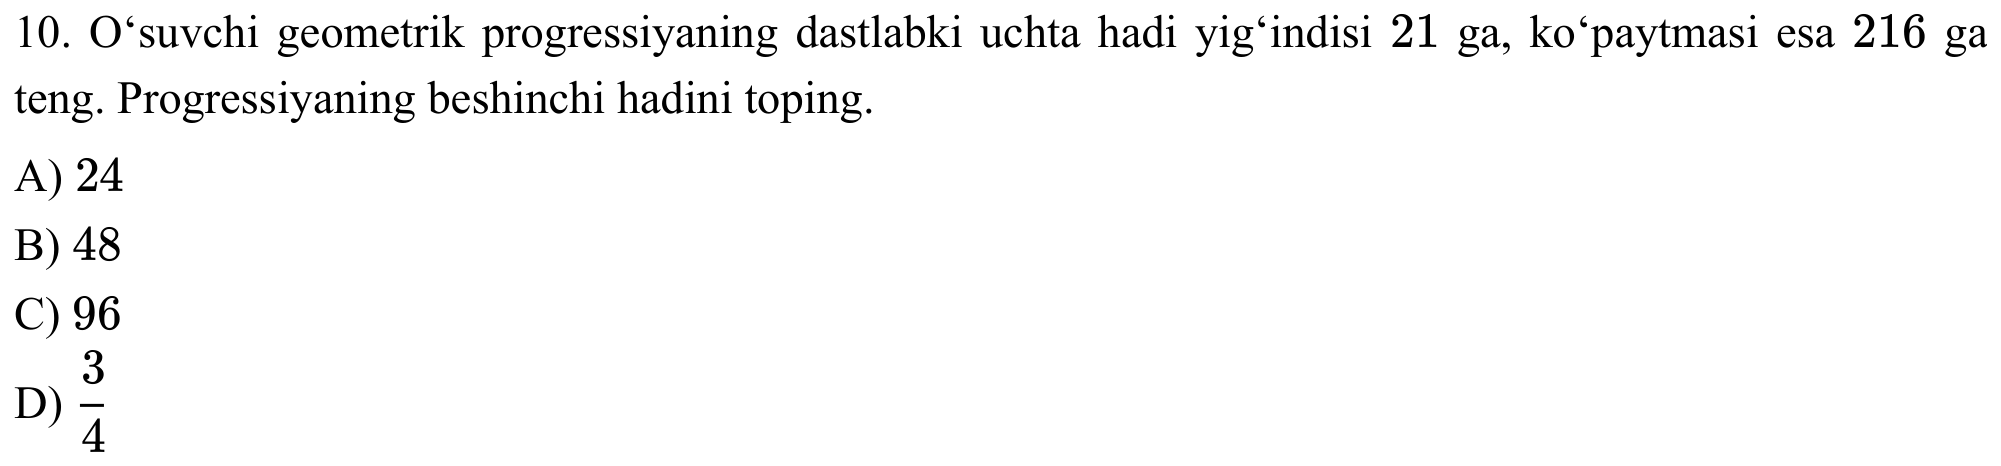 10. O‘suvchi geometrik progressiyaning dastlabki uchta hadi yig‘indisi 21 ga, ko‘paytmasi esa 216 ga
teng. Progressiyaning beshinchi hadini toping.
A) 24
B) 48
C) 96
D) \frac{3}{4}